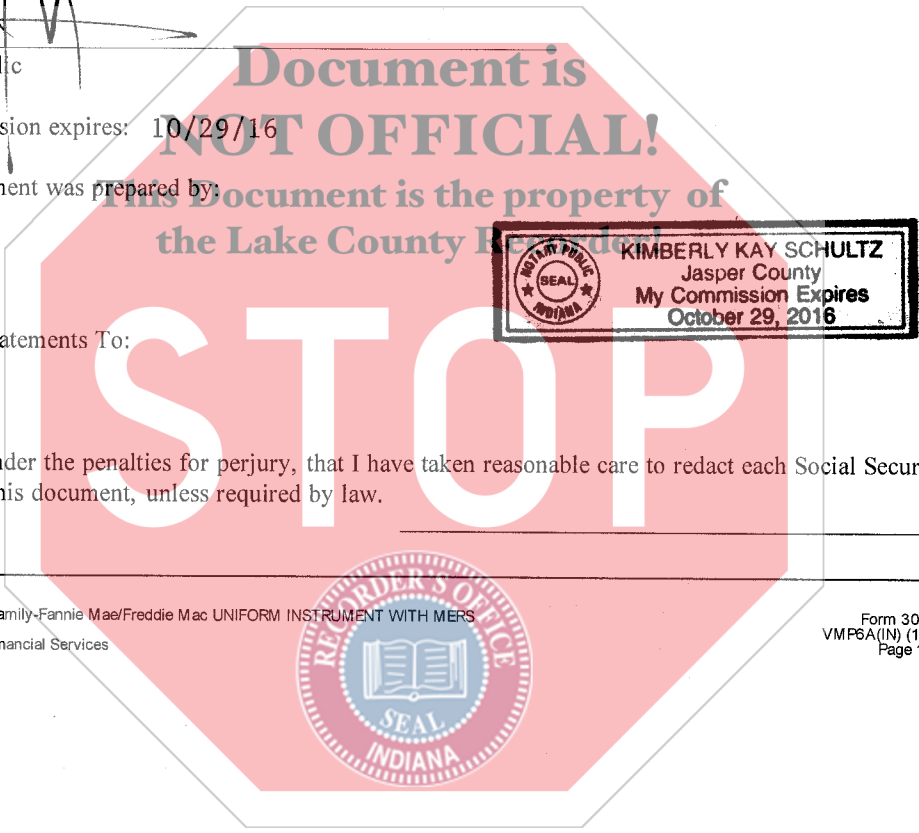 Document is
lic
sion expires: 10/29/16
NOT OFFICIAL!
ment was prepared by:
This Document is the property of
the Lake County Recorder!
NOTARY PUBLIC
SEAL
INDIANA
KIMBERLY KAY SCHULTZ
Jasper County
My Commission Expires
October 29, 2016
atements To:
STOP
nder the penalties for perjury, that I have taken reasonable care to redact each Social Secur
his document, unless required by law.
RECORDER'S OFFICE
SEAL
INDIANA
amily-Fannie Mae/Freddie Mac UNIFORM INSTRUMENT WITH MERS
nancial Services
Form 30
VMP6A(IN) (1
Page